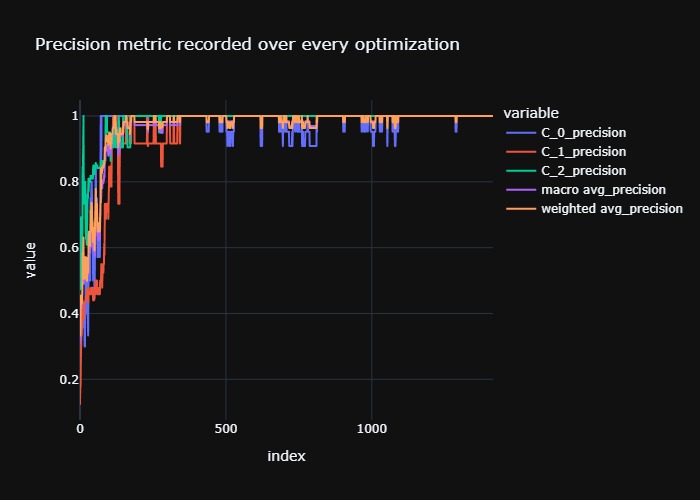 Precision metric recorded over every optimization
variable
C_0_precision
C_1_precision
C_2_precision
macro avg_precision
weighted avg_precision
value
1
0.8
0.6
0.4
0.2
0
500
1000
index